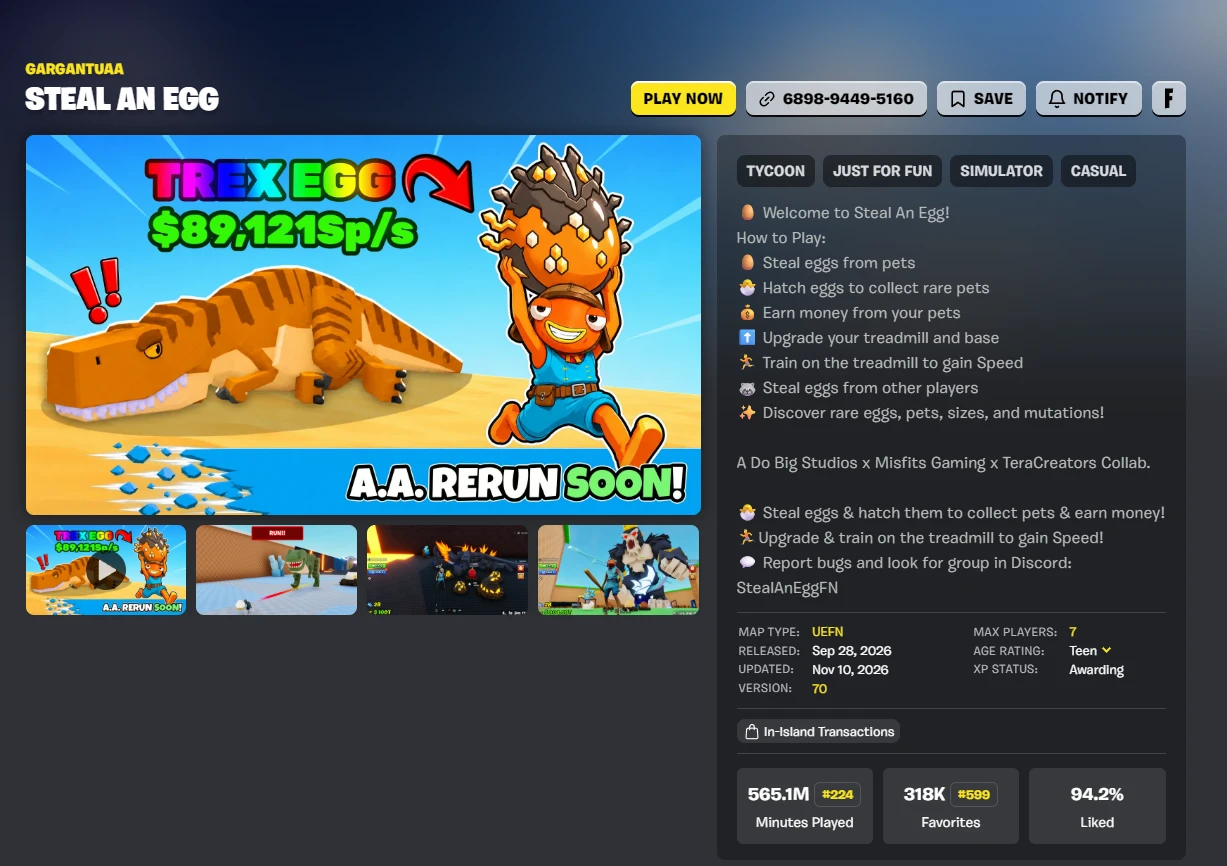 GARGANTUAA
STEAL AN EGG
PLAY NOW
6898-9449-5160
SAVE
NOTIFY
F
TREX EGG
$89,121Sp/s
!!
A.A. RERUN SOON!
TREX EGG
$89,121Sp/s
!!
A.A. RERUN SOON!
RUN!!
TYCOON
JUST FOR FUN
SIMULATOR
CASUAL
🥚 Welcome to Steal An Egg!
How to Play:
🥚 Steal eggs from pets
🐣 Hatch eggs to collect rare pets
💰 Earn money from your pets
⬆️ Upgrade your treadmill and base
🏃 Train on the treadmill to gain Speed
🦝 Steal eggs from other players
✨ Discover rare eggs, pets, sizes, and mutations!
A Do Big Studios x Misfits Gaming x TeraCreators Collab.
🐣 Steal eggs & hatch them to collect pets & earn money!
🏃 Upgrade & train on the treadmill to gain Speed!
💬 Report bugs and look for group in Discord:
StealAnEggFN
MAP TYPE: UEFN
RELEASED: Sep 28, 2026
UPDATED: Nov 10, 2026
VERSION: 70
MAX PLAYERS: 7
AGE RATING: Teen
XP STATUS: Awarding
In-Island Transactions
565.1M #224
Minutes Played
318K #599
Favorites
94.2%
Liked